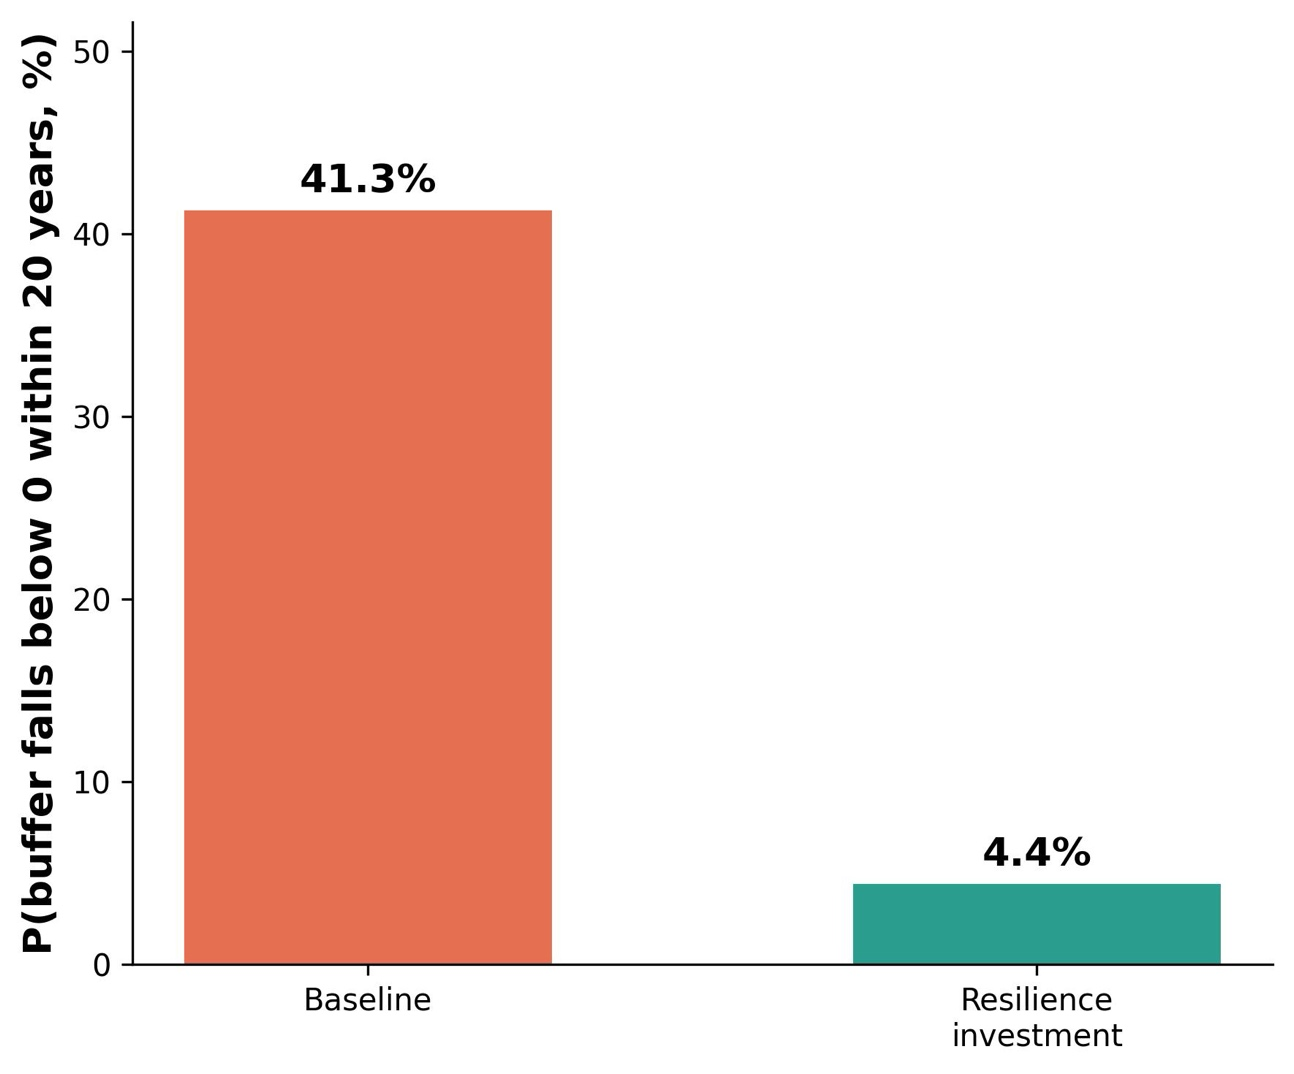 P(buffer falls below 0 within 20 years, %)
50
40
30
20
10
0
41.3%
4.4%
Baseline
Resilience
investment